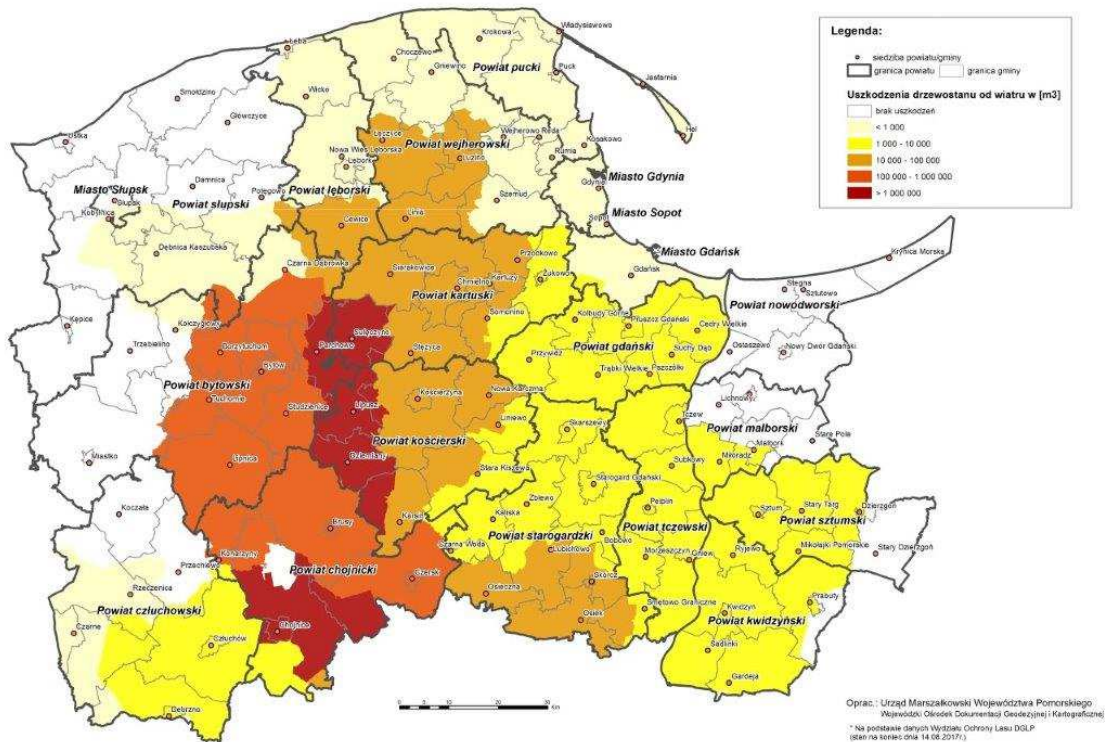 Legenda:
siedziba powiatu/gminy
granica powiatu granica gminy
Uszkodzenia drzewostanu od wiatru w [m3]
brak uszkodzeń
< 1 000
1 000 - 10 000
10 000 - 100 000
100 000 - 1 000 000
> 1 000 000
Władysławowo
Krokowa
Łeba
Choczewo
Gniewino
Powiat pucki
Puck
Jastarnia
Wicko
Smołdzino
Główczyce
Ustka
Hel
Łęczyce
Wejherowo Reda
Kosakowo
Powiat wejherowski
Nowa Wieś Lęborska
Lębork
Luzino
Rumia
Damnica
Miasto Słupsk
Potęgowo
Powiat lęborski
Gdynia
Miasto Gdynia
Słupsk
Powiat słupski
Szemud
Kobylnica
Cewice
Linia
Sopot
Miasto Sopot
Dębnica Kaszubska
Miasto Gdańsk
Krynica Morska
Czarna Dąbrówka
Sierakowice
Przodkowo
Gdańsk
Chmielno
Kartuzy
Żukowo
Stegna
Sztutowo
Powiat kartuski
Powiat nowodworski
Somonino
Kolbudy Górne
Pruszcz Gdański
Cedry Wielkie
Kępice
Kołczygłowy
Sulęczyno
Trzebielino
Borzytuchom
Parchowo
Stężyca
Przywidz
Powiat gdański
Suchy Dąb
Ostaszewo
Nowy Dwór Gdański
Powiat bytowski
Bytów
Trąbki Wielkie
Pszczółki
Tuchomie
Studzienice
Lipusz
Kościerzyna
Nowa Karczma
Lichnowy
Liniewo
Skarszewy
Tczew
Powiat malborski
Powiat kościerski
Stare Pole
Malbork
Miastko
Lipnica
Dziemiany
Stara Kiszewa
Subkowy
Miłoradz
Starogard Gdański
Koczała
Zblewo
Pelplin
Sztum
Stary Targ
Dzierzgoń
Brusy
Karsin
Kaliska
Powiat sztumski
Powiat starogardzki
Powiat tczewski
Bobowo
Czarna Woda
Lubichowo
Morzeszczyn
Gniew
Ryjewo
Mikołajki Pomorskie
Stary Dzierzgoń
Konarzyny
Przechlewo
Powiat chojnicki
Czersk
Skórcz
Rzeczenica
Osieczna
Smętowo Graniczne
Prabuty
Powiat człuchowski
Osiek
Kwidzyn
Powiat kwidzyński
Czarne
Chojnice
Człuchów
Sadlinki
Gardeja
Debrzno
Oprac.: Urząd Marszałkowski Województwa Pomorskiego
Wojewódzki Ośrodek Dokumentacji Geodezyjnej i Kartograficznej
* Na podstawie danych Wydziału Ochrony Lasu DGLP
(stan na koniec dnia 14.08.2017r.)